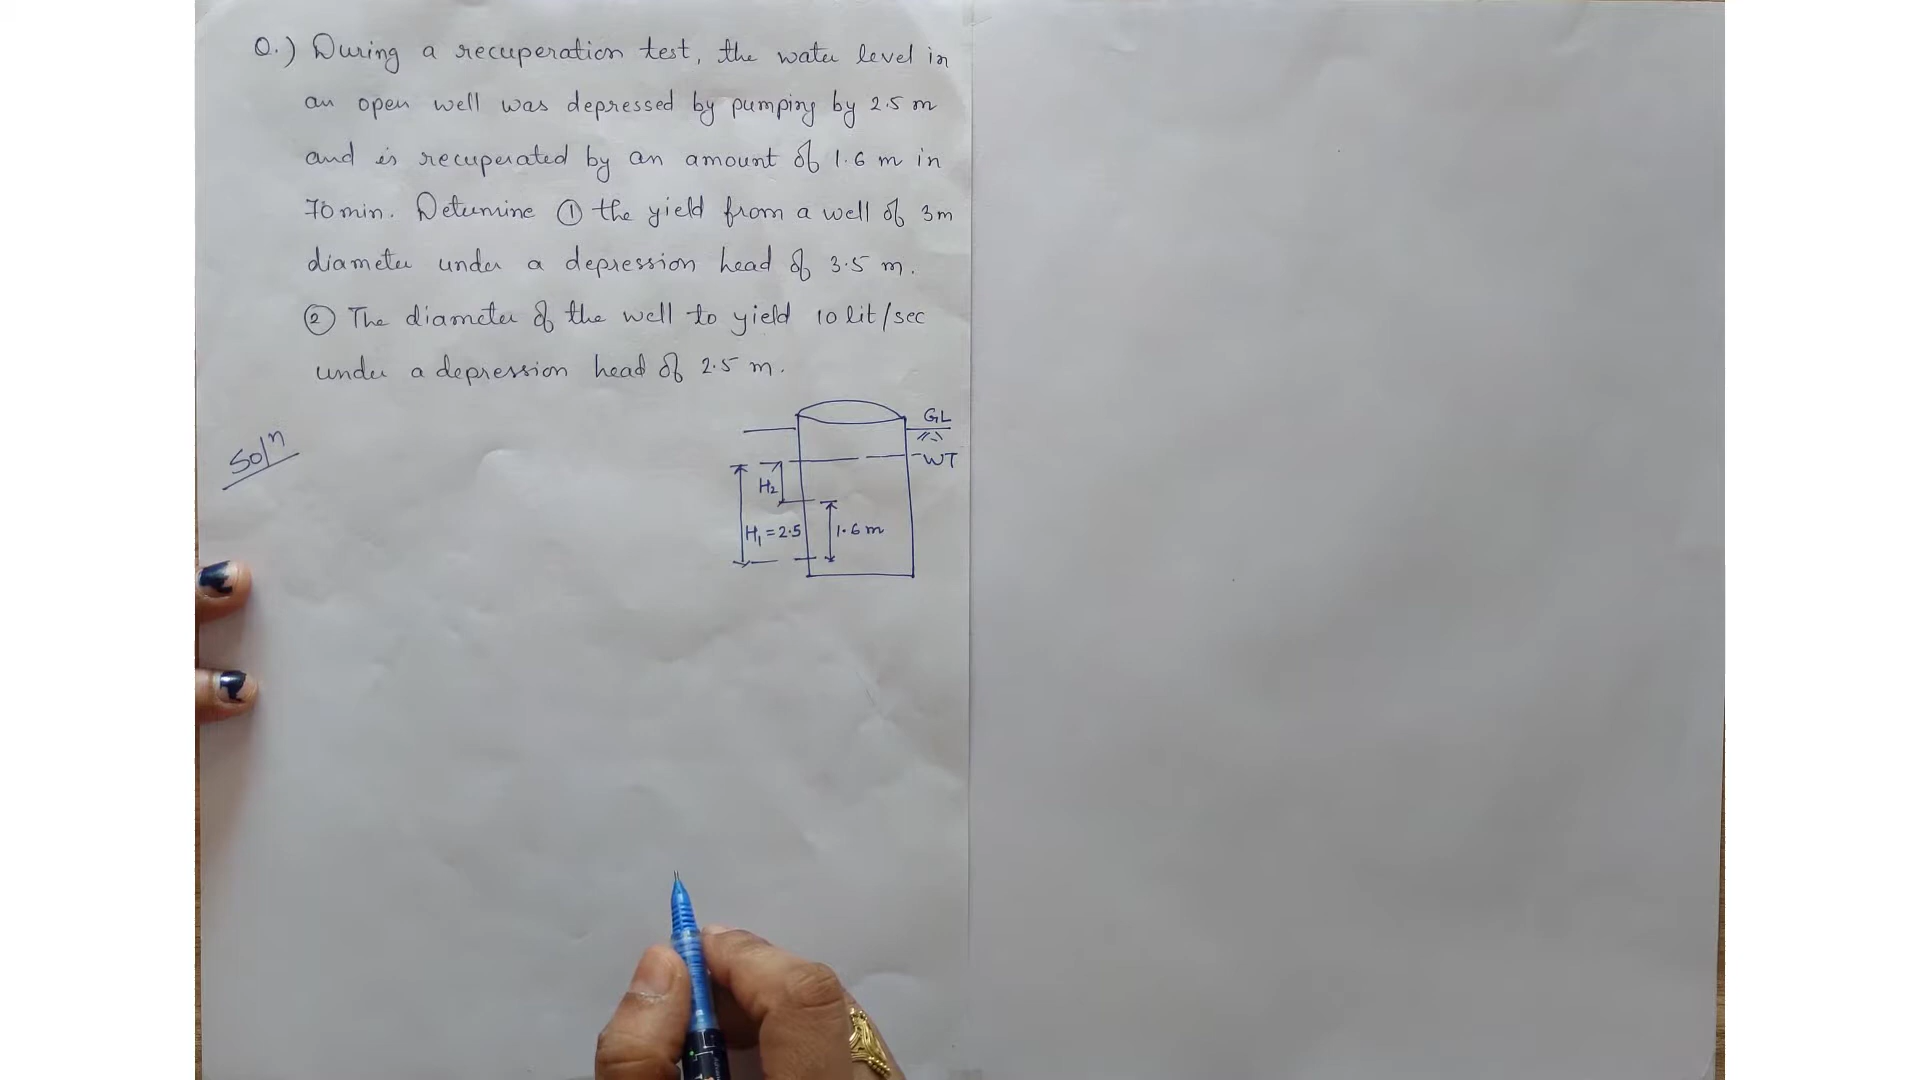 Q.) During a recuperation test, the water level in
an open well was depressed by pumping by 2.5 m
and is recuperated by an amount of 1.6 m in
70 min. Determine ① the yield from a well of 3m
diameter under a depression head of 3.5 m.
② The diameter of the well to yield 10 lit/sec
under a depression head of 2.5 m.
Solⁿ
GL
WT
H₂
H₁ = 2.5
1.6 m